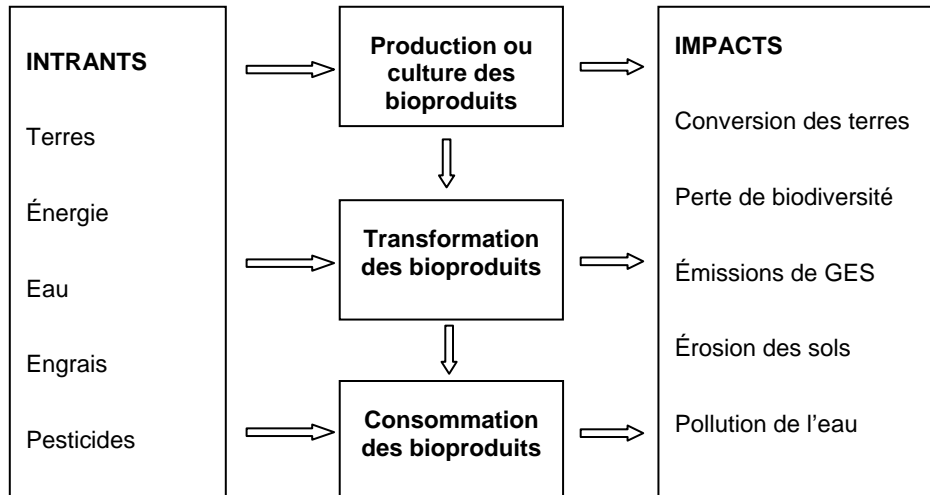 INTRANTS
Terres
Énergie
Eau
Engrais
Pesticides
Production ou
culture des
bioproduits
Transformation
des bioproduits
Consommation
des bioproduits
IMPACTS
Conversion des terres
Perte de biodiversité
Émissions de GES
Érosion des sols
Pollution de l’eau